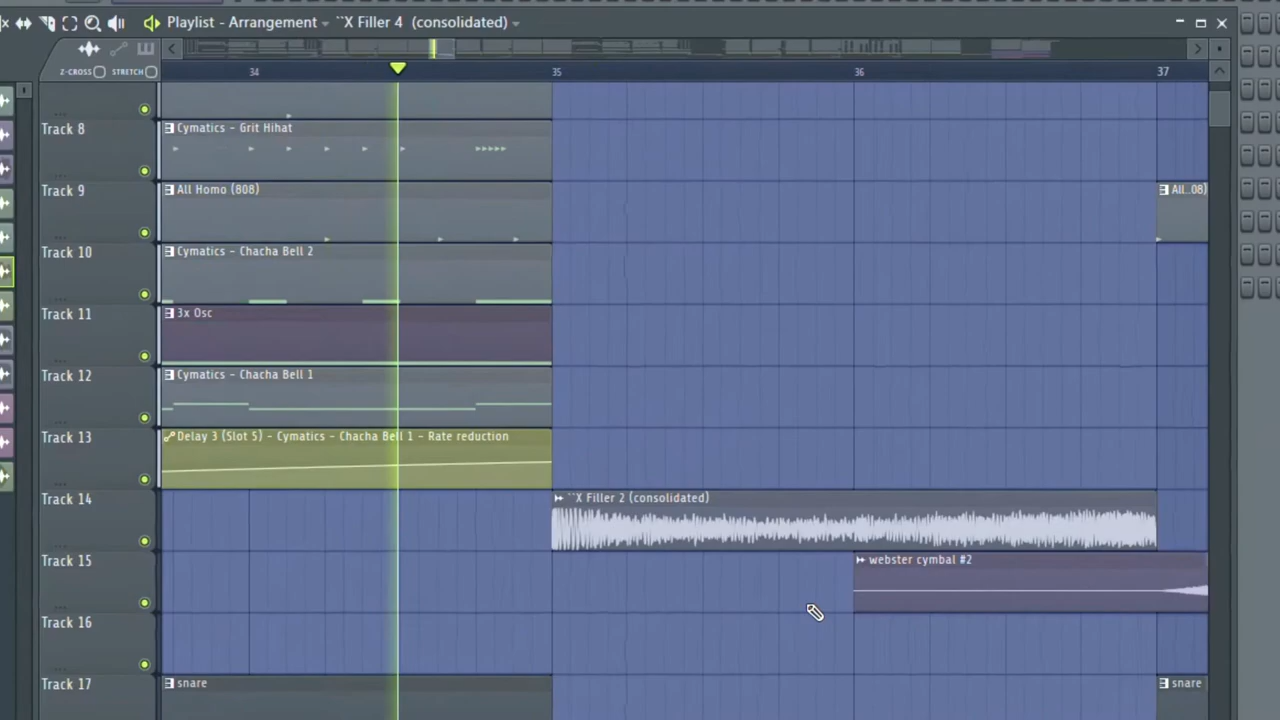 Playlist - Arrangement ``X Filler 4 (consolidated)
Z-CROSS STRETCH
34 35 36 37
Track 8
Cymatics - Grit Hihat
Track 9
All Homo (808)
All..08)
Track 10
Cymatics - Chacha Bell 2
Track 11
3x Osc
Track 12
Cymatics - Chacha Bell 1
Track 13
Delay 3 (Slot 5) - Cymatics - Chacha Bell 1 - Rate reduction
Track 14
``X Filler 2 (consolidated)
Track 15
webster cymbal #2
Track 16
Track 17
snare
snare